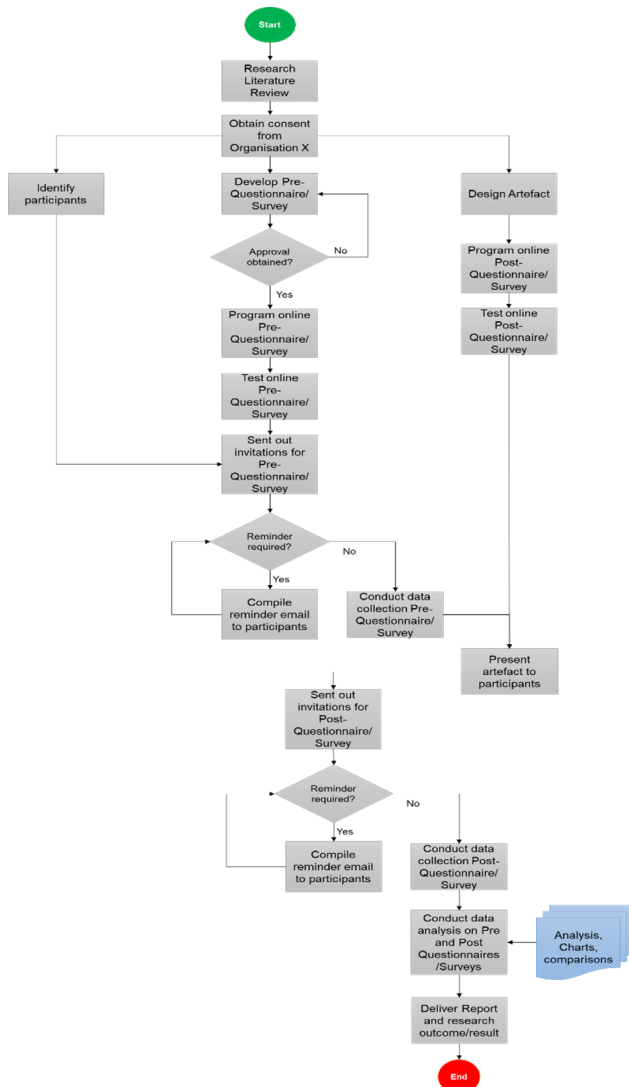 Start
Research
Literature
Review
Obtain consent
from
Organisation X
Identify
participants
Develop Pre-
Questionnaire/
Survey
Design Artefact
Approval
obtained?
No
Yes
Program online
Post-
Questionnaire/
Survey
Program online
Pre-
Questionnaire/
Survey
Test online
Post-
Questionnaire/
Survey
Test online
Pre-
Questionnaire/
Survey
Sent out
invitations for
Pre-
Questionnaire/
Survey
Reminder
required?
No
Yes
Compile
reminder email
to participants
Conduct data
collection Pre-
Questionnaire/
Survey
Present
artefact to
participants
Sent out
invitations for
Post-
Questionnaire/
Survey
Reminder
required?
No
Yes
Compile
reminder email
to participants
Conduct data
collection Post-
Questionnaire/
Survey
Conduct data
analysis on Pre
and Post
Questionnaires
/Surveys
Analysis,
Charts,
comparisons
Deliver Report
and research
outcome/result
End